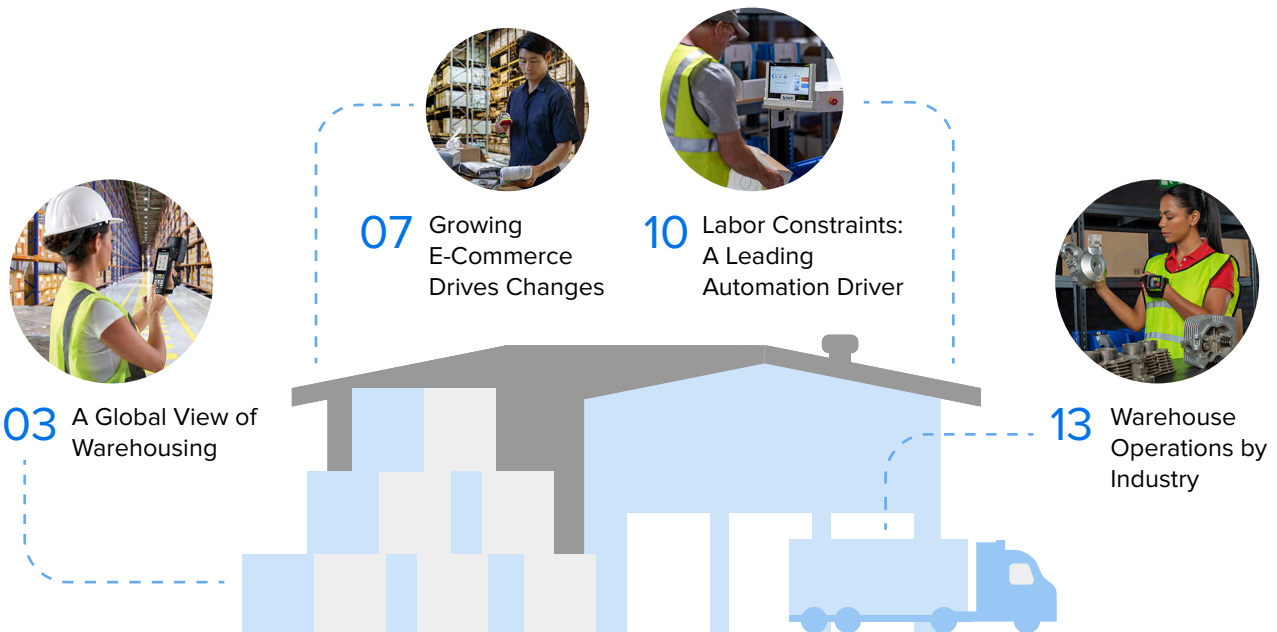 03 A Global View of
Warehousing
07 Growing
E-Commerce
Drives Changes
10 Labor Constraints:
A Leading
Automation Driver
13 Warehouse
Operations by
Industry